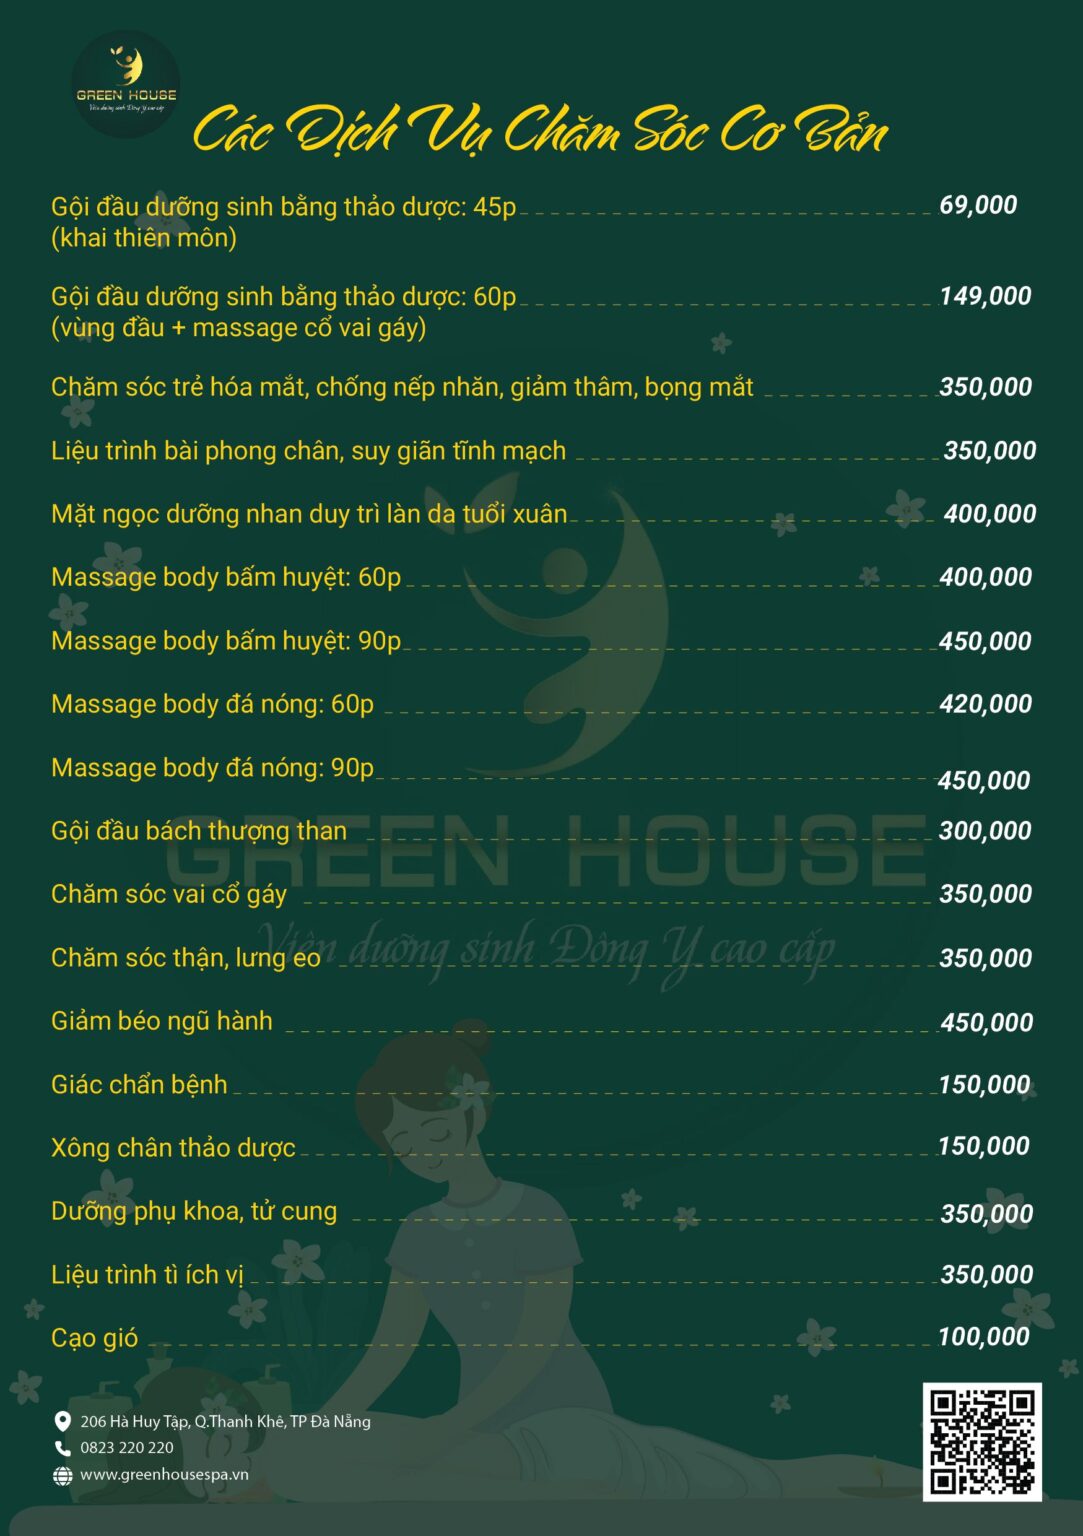 GREEN HOUSE
Viện dưỡng sinh Đông Y cao cấp
Các Dịch Vụ Chăm Sóc Cơ Bản
Gội đầu dưỡng sinh bằng thảo dược: 45p 69,000
(khai thiên môn)
Gội đầu dưỡng sinh bằng thảo dược: 60p 149,000
(vùng đầu + massage cổ vai gáy)
Chăm sóc trẻ hóa mắt, chống nếp nhăn, giảm thâm, bọng mắt 350,000
Liệu trình bài phong chân, suy giãn tĩnh mạch 350,000
Mặt ngọc dưỡng nhan duy trì làn da tuổi xuân 400,000
Massage body bấm huyệt: 60p 400,000
Massage body bấm huyệt: 90p 450,000
Massage body đá nóng: 60p 420,000
Massage body đá nóng: 90p 450,000
Gội đầu bách thượng than 300,000
GREEN HOUSE
Chăm sóc vai cổ gáy 350,000
Viện dưỡng sinh Đông Y cao cấp
Chăm sóc thận, lưng eo 350,000
Giảm béo ngũ hành 450,000
Giác chẩn bệnh 150,000
Xông chân thảo dược 150,000
Dưỡng phụ khoa, tử cung 350,000
Liệu trình tì ích vị 350,000
Cạo gió 100,000
206 Hà Huy Tập, Q.Thanh Khê, TP Đà Nẵng
0823 220 220
www.greenhousespa.vn